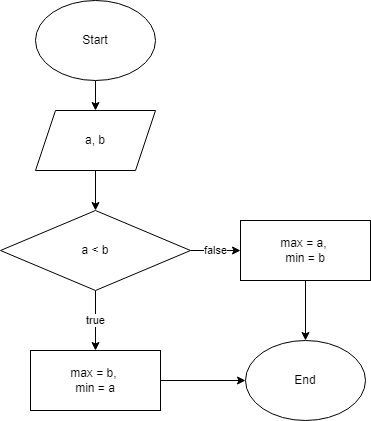 Start
a, b
a < b
false
max = a,
min = b
true
max = b,
min = a
End